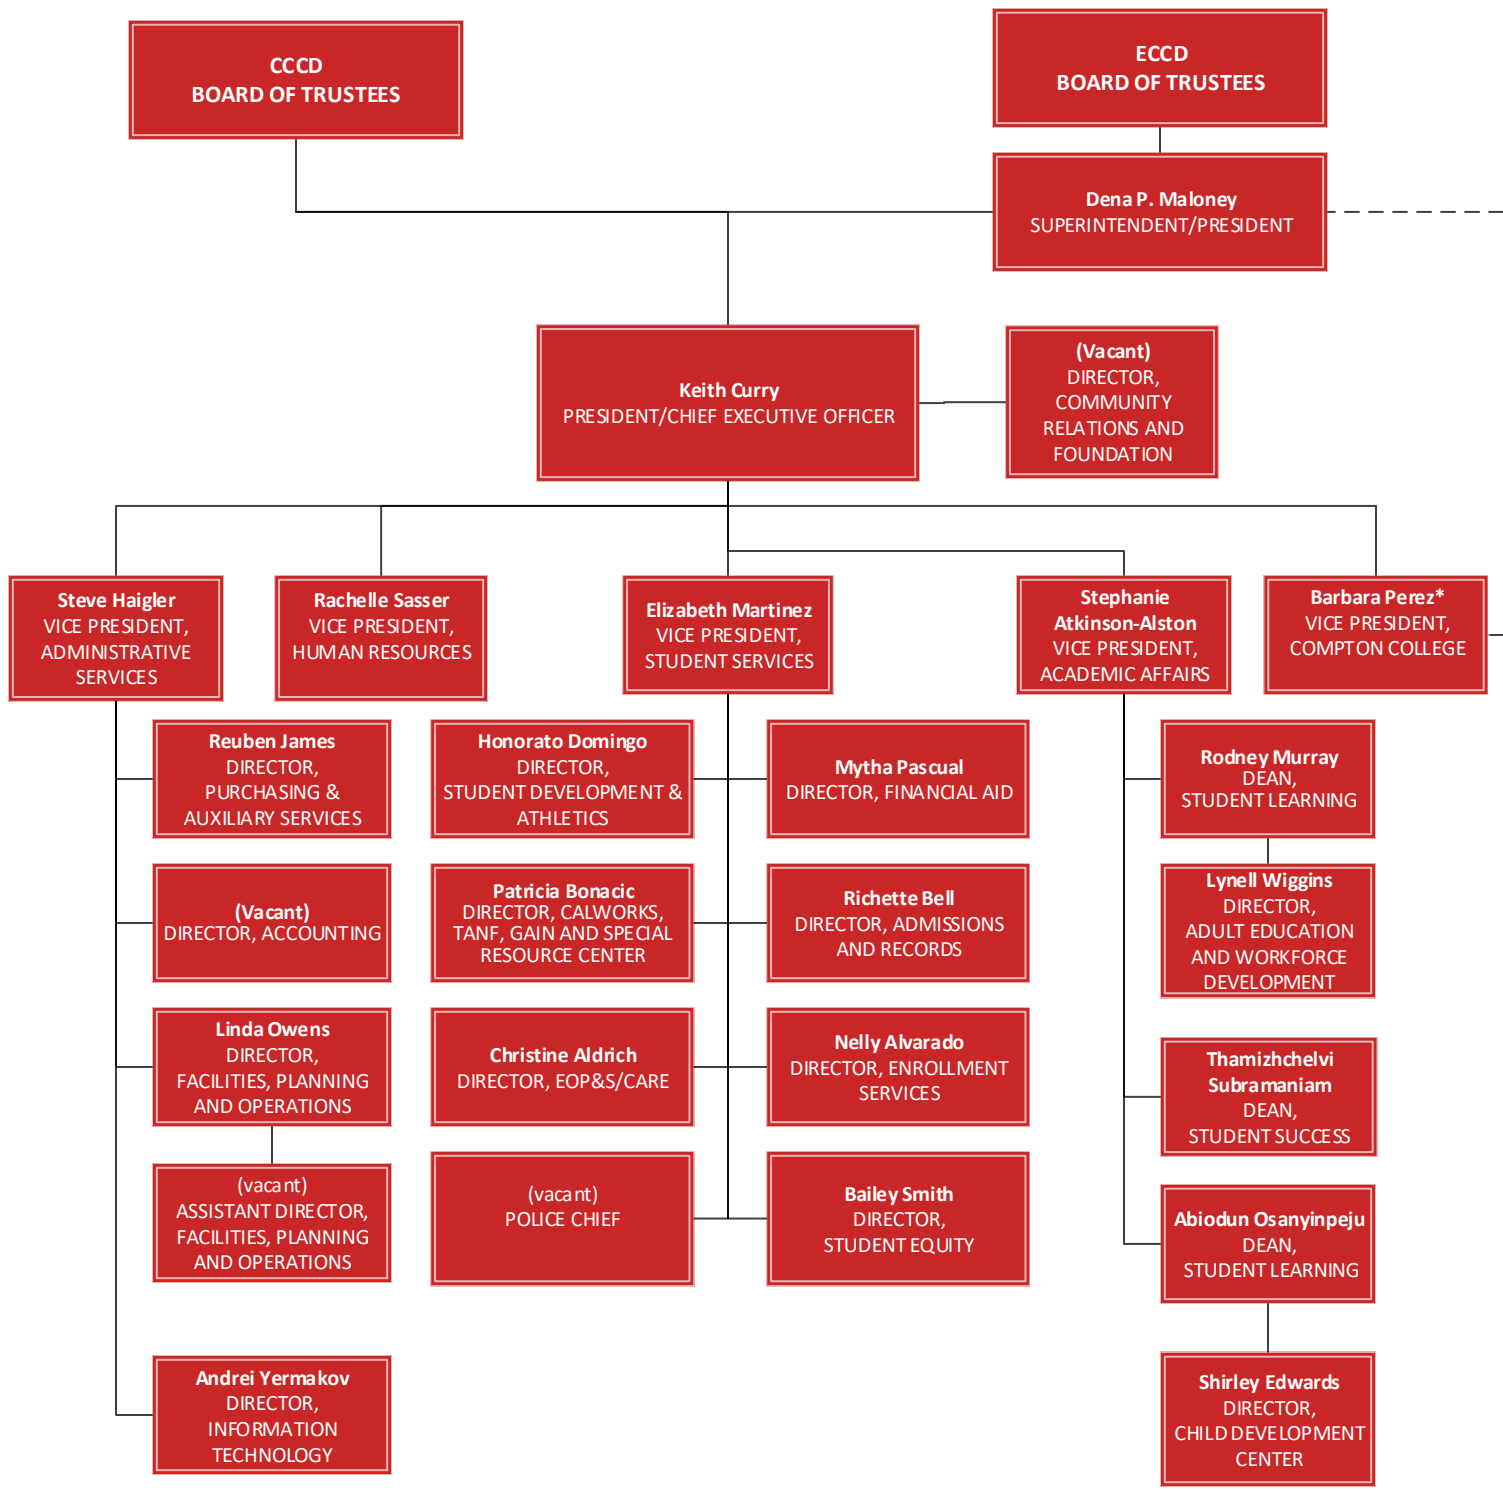 CCCD
BOARD OF TRUSTEES
ECCD
BOARD OF TRUSTEES
Dena P. Maloney
SUPERINTENDENT/PRESIDENT
Keith Curry
PRESIDENT/CHIEF EXECUTIVE OFFICER
(Vacant)
DIRECTOR,
COMMUNITY
RELATIONS AND
FOUNDATION
Steve Haigler
VICE PRESIDENT,
ADMINISTRATIVE
SERVICES
Rachelle Sasser
VICE PRESIDENT,
HUMAN RESOURCES
Elizabeth Martinez
VICE PRESIDENT,
STUDENT SERVICES
Stephanie
Atkinson-Alston
VICE PRESIDENT,
ACADEMIC AFFAIRS
Barbara Perez*
VICE PRESIDENT,
COMPTON COLLEGE
Reuben James
DIRECTOR,
PURCHASING &
AUXILIARY SERVICES
(Vacant)
DIRECTOR, ACCOUNTING
Linda Owens
DIRECTOR,
FACILITIES, PLANNING
AND OPERATIONS
(vacant)
ASSISTANT DIRECTOR,
FACILITIES, PLANNING
AND OPERATIONS
Andrei Yermakov
DIRECTOR,
INFORMATION
TECHNOLOGY
Honorato Domingo
DIRECTOR,
STUDENT DEVELOPMENT &
ATHLETICS
Patricia Bonacic
DIRECTOR, CALWORKS,
TANF, GAIN AND SPECIAL
RESOURCE CENTER
Christine Aldrich
DIRECTOR, EOP&S/CARE
(vacant)
POLICE CHIEF
Mytha Pascual
DIRECTOR, FINANCIAL AID
Richette Bell
DIRECTOR, ADMISSIONS
AND RECORDS
Nelly Alvarado
DIRECTOR, ENROLLMENT
SERVICES
Bailey Smith
DIRECTOR,
STUDENT EQUITY
Rodney Murray
DEAN,
STUDENT LEARNING
Lynell Wiggins
DIRECTOR,
ADULT EDUCATION
AND WORKFORCE
DEVELOPMENT
Thamizhchelvi
Subramaniam
DEAN,
STUDENT SUCCESS
Abiodun Osanyinpeju
DEAN,
STUDENT LEARNING
Shirley Edwards
DIRECTOR,
CHILD DEVELOPMENT
CENTER